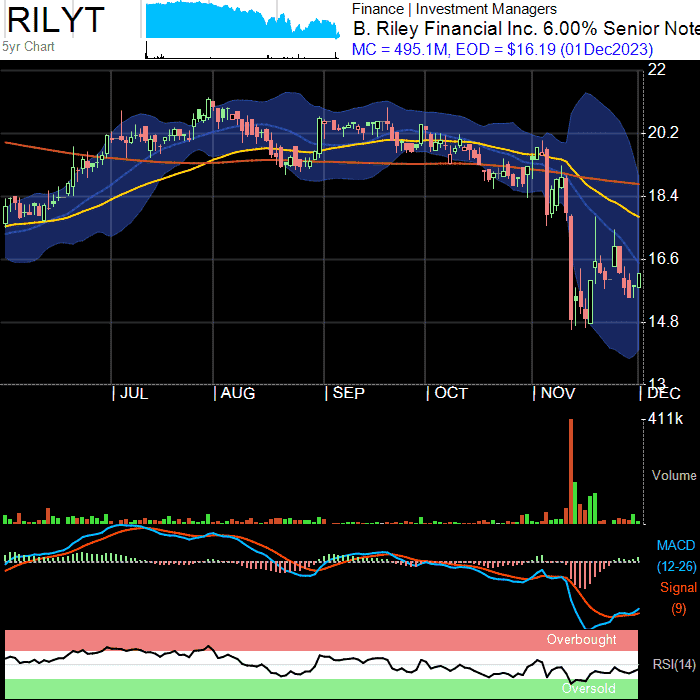 RILYT
5yr Chart
Finance | Investment Managers
B. Riley Financial Inc. 6.00% Senior Note
MC = 495.1M, EOD = $16.19 (01Dec2023)
22
20.2
18.4
16.6
14.8
13
JUL AUG SEP OCT NOV DEC
411k
Volume
MACD
(12-26)
Signal
(9)
Overbought
RSI(14)
Oversold